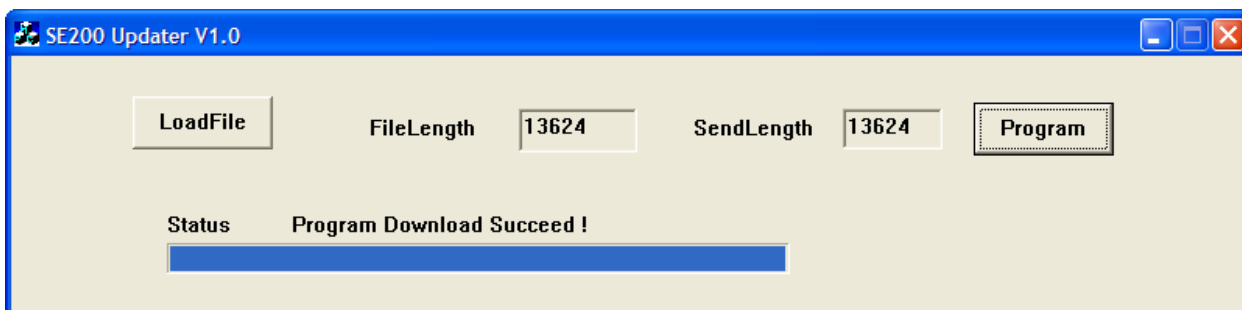 SE200 Updater V1.0
LoadFile FileLength 13624 SendLength 13624 Program
Status Program Download Succeed !